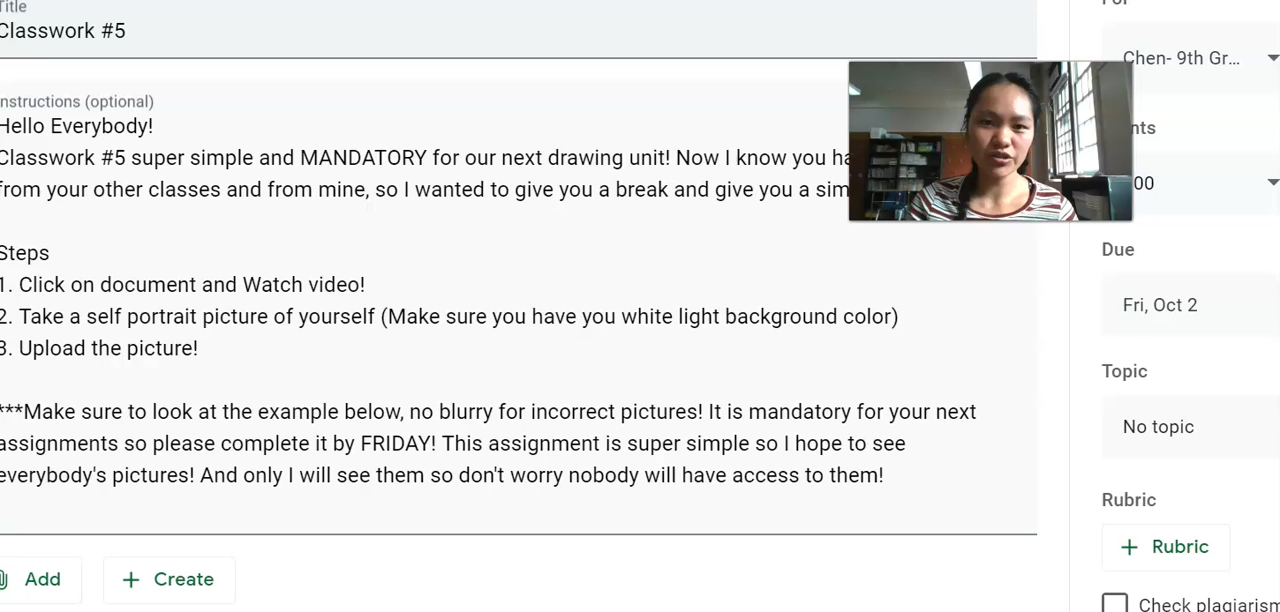 Title
Classwork #5
nstructions (optional)
Hello Everybody!
Classwork #5 super simple and MANDATORY for our next drawing unit! Now I know you ha
from your other classes and from mine, so I wanted to give you a break and give you a sim
Steps
1. Click on document and Watch video!
2. Take a self portrait picture of yourself (Make sure you have you white light background color)
3. Upload the picture!
***Make sure to look at the example below, no blurry for incorrect pictures! It is mandatory for your next
assignments so please complete it by FRIDAY! This assignment is super simple so I hope to see
everybody's pictures! And only I will see them so don't worry nobody will have access to them!
Add
+ Create
For
Chen- 9th Gr...
nts
00
Due
Fri, Oct 2
Topic
No topic
Rubric
+ Rubric
Check plagiarism